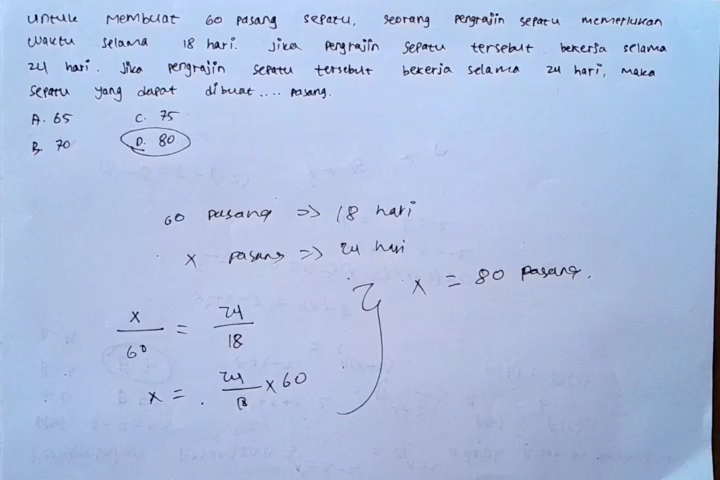 untuk membuat 60 pasang sepatu, seorang pengrajin sepatu memerlukan
waktu selama 18 hari. Jika pengrajin sepatu tersebut bekerja selama
24 hari. Jika pengrajin sepatu tersebut bekerja selama 24 hari, maka
sepatu yang dapat dibuat .... pasang.
A. 65 C. 75
B. 70 D. 80
60 pasang => 18 hari
x pasang => 24 hari
x = 80 pasang.
x/60 = 24/18
x = 24/18 x 60